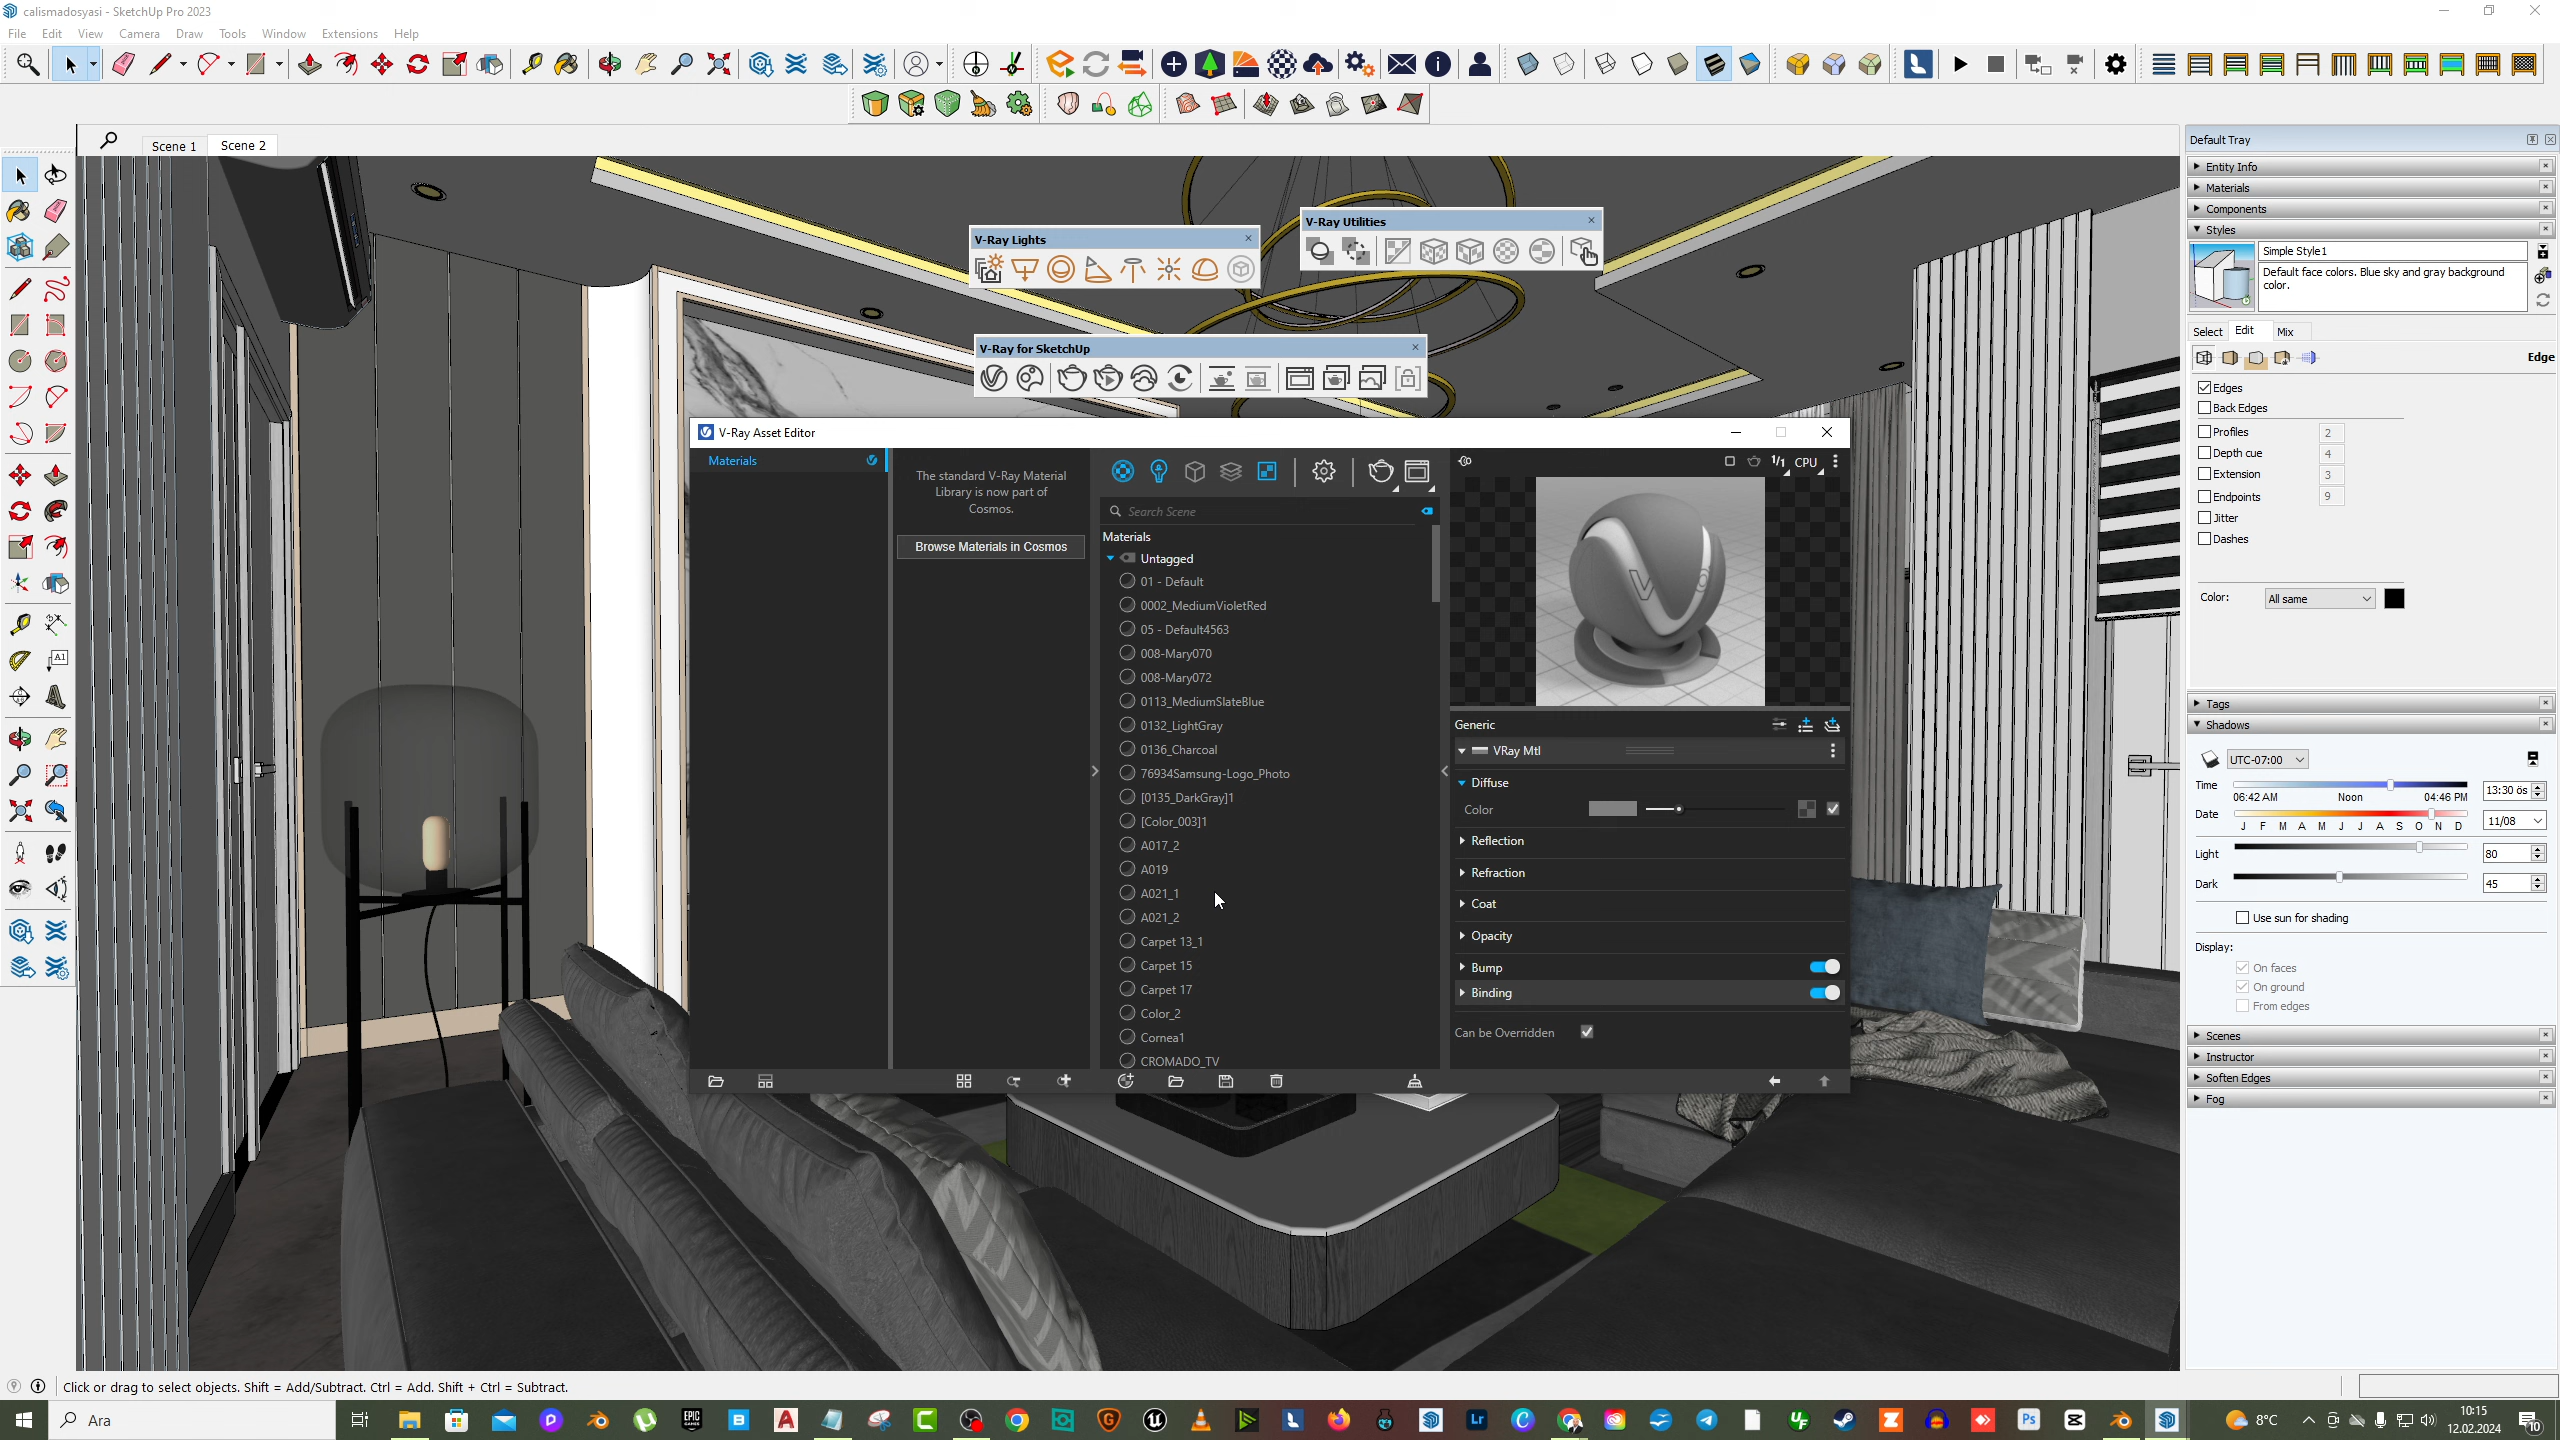 calismadosyasi - SketchUp Pro 2023
File Edit View Camera Draw Tools Window Extensions Help
Scene 1 Scene 2
V-Ray Lights
V-Ray Utilities
V-Ray for SketchUp
V-Ray Asset Editor
Materials
The standard V-Ray Material
Library is now part of
Cosmos.
Browse Materials in Cosmos
Search Scene
Materials
Untagged
01 - Default
0002_MediumVioletRed
05 - Default4563
008-Mary070
008-Mary072
0113_MediumSlateBlue
0132_LightGray
0136_Charcoal
76934Samsung-Logo_Photo
[0135_DarkGray]1
[Color_003]1
A017_2
A019
A021_1
A021_2
Carpet 13_1
Carpet 15
Carpet 17
Color_2
Cornea1
CROMADO_TV
1/1 CPU
Generic
VRay Mtl
Diffuse
Color
Reflection
Refraction
Coat
Opacity
Bump
Binding
Can be Overridden
Default Tray
Entity Info
Materials
Components
Styles
Simple Style1
Default face colors. Blue sky and gray background
color.
Select Edit Mix
Edge
Edges
Back Edges
Profiles 2
Depth cue 4
Extension 3
Endpoints 9
Jitter
Dashes
Color: All same
Tags
Shadows
UTC-07:00
Time 13:30 ös
06:42 AM Noon 04:46 PM
Date 11/08
J F M A M J J A S O N D
Light 80
Dark 45
Use sun for shading
Display:
On faces
On ground
From edges
Scenes
Instructor
Soften Edges
Fog
Click or drag to select objects. Shift = Add/Subtract. Ctrl = Add. Shift + Ctrl = Subtract.
Ara
8°C
10:15
12.02.2024
10